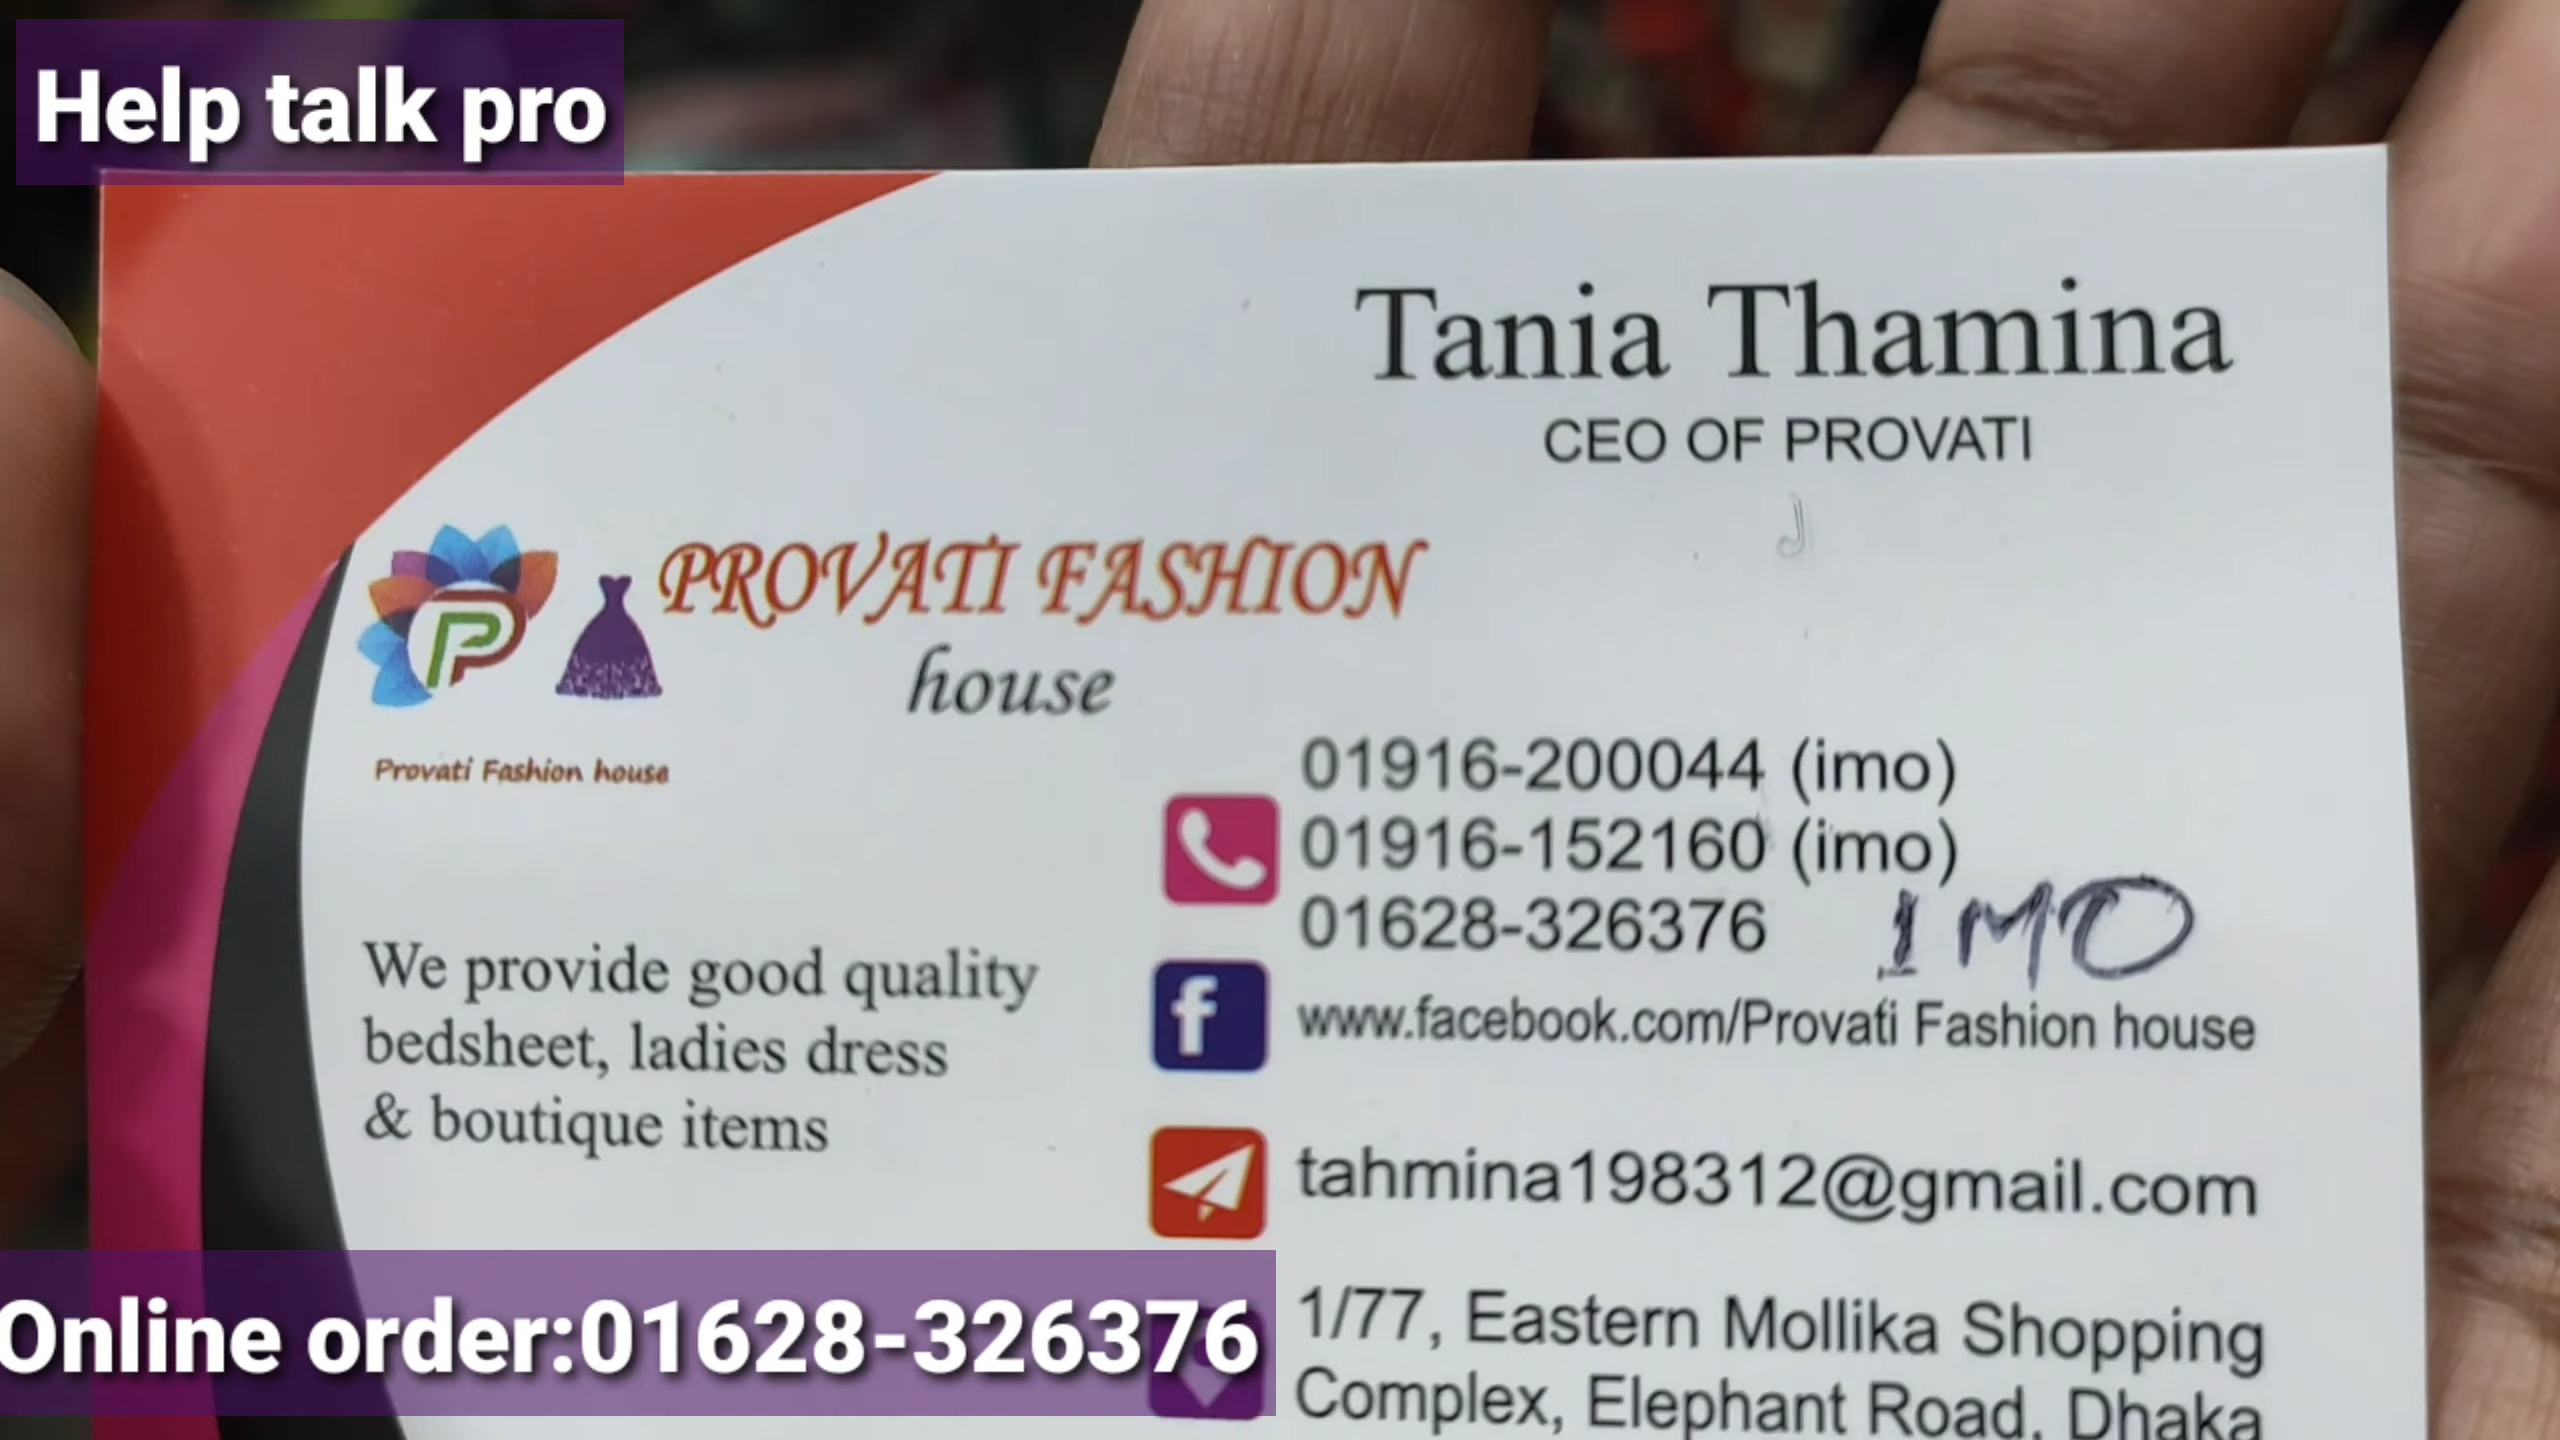 Help talk pro
Tania Thamina
CEO OF PROVATI
PROVATI FASHION
house
P
Provati Fashion house
01916-200044 (imo)
01916-152160 (imo)
01628-326376 IMO
www.facebook.com/Provati Fashion house
We provide good quality
bedsheet, ladies dress
& boutique items
f
tahmina198312@gmail.com
1/77, Eastern Mollika Shopping
Complex, Elephant Road, Dhaka
Online order:01628-326376